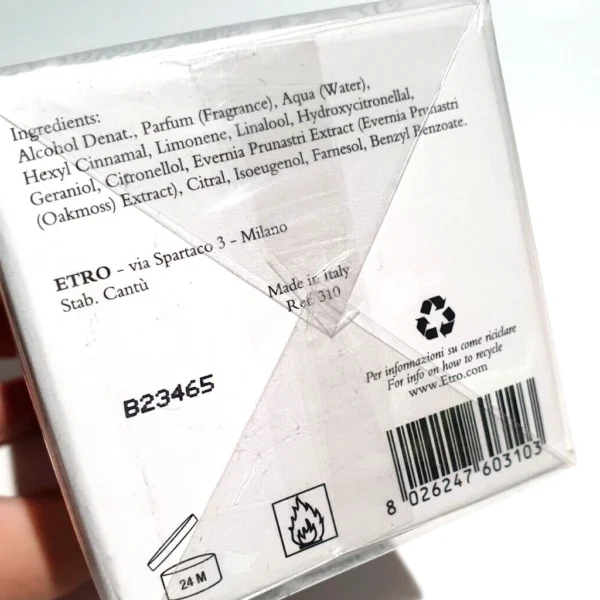 Ingredients:
Alcohol Denat., Parfum (Fragrance), Aqua (Water),
Hexyl Cinnamal, Limonene, Linalool, Hydroxycitronellal,
Geraniol, Citronellol, Evernia Prunastri Extract (Evernia Prunastri
(Oakmoss) Extract), Citral, Isoeugenol, Farnesol, Benzyl Benzoate.
ETRO - via Spartaco 3 - Milano
Stab. Cantù
Made in Italy
Ref. 310
Per informazioni su come riciclare
For info on how to recycle
www.Etro.com
B23465
8 026247 603103
24 M